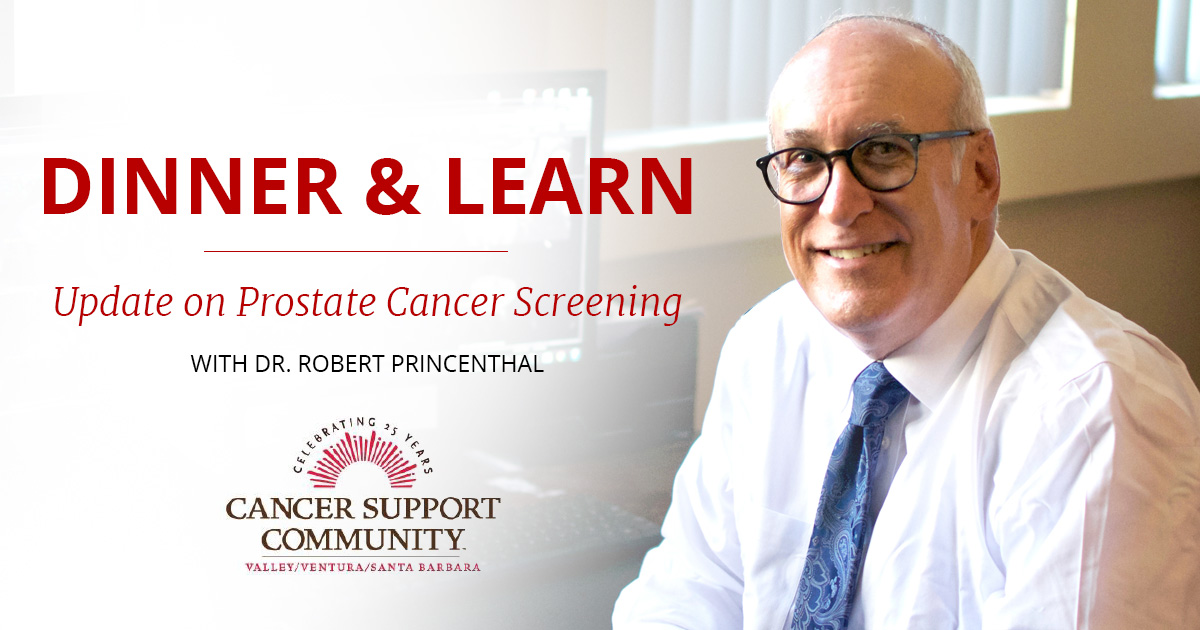 DINNER & LEARN
Update on Prostate Cancer Screening
WITH DR. ROBERT PRINCENTHAL
CELEBRATING 25 YEARS
CANCER SUPPORT
COMMUNITY™
VALLEY/VENTURA/SANTA BARBARA